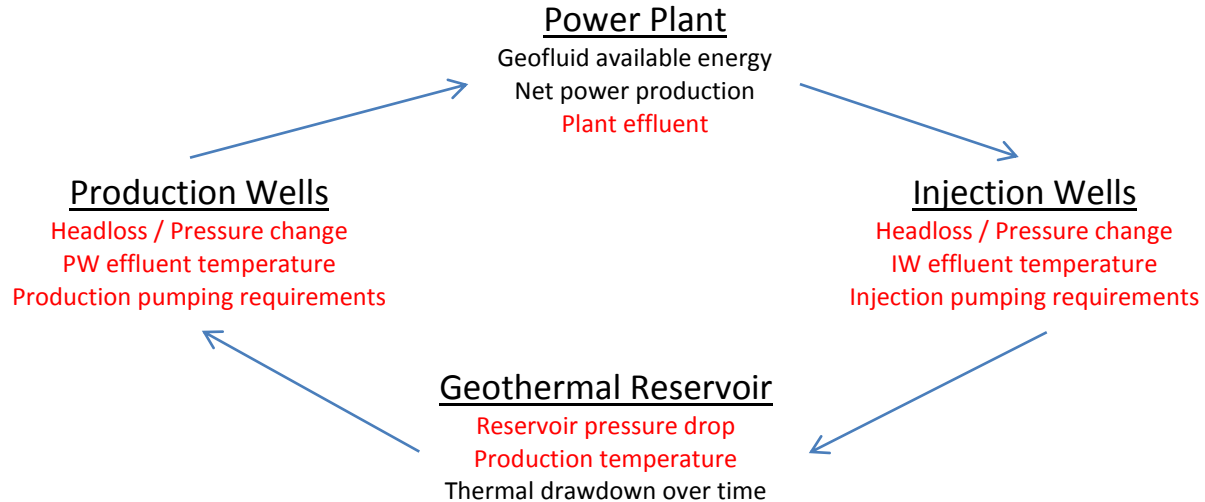 Power Plant
Geofluid available energy
Net power production
Plant effluent
Production Wells
Headloss / Pressure change
PW effluent temperature
Production pumping requirements
Injection Wells
Headloss / Pressure change
IW effluent temperature
Injection pumping requirements
Geothermal Reservoir
Reservoir pressure drop
Production temperature
Thermal drawdown over time